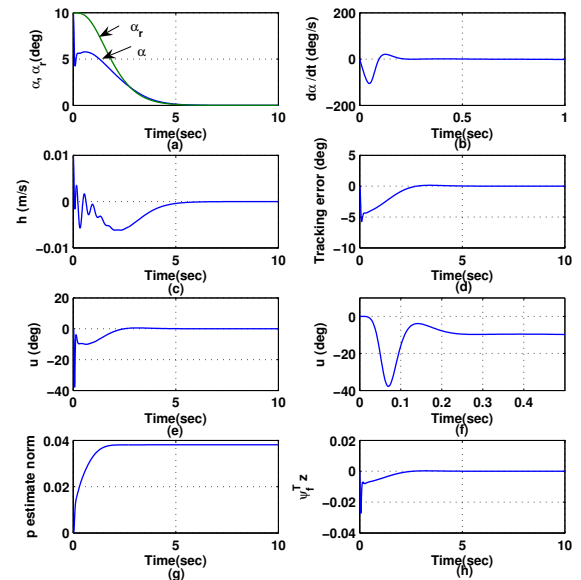 α, α_r(deg)
10
5
0
α_r
α
0
5
10
Time(sec)
(a)
dα /dt (deg/s)
200
0
−200
0
0.5
1
Time(sec)
(b)
h (m/s)
0.01
0
−0.01
0
5
10
Time(sec)
(c)
Tracking error (deg)
5
0
−5
−10
0
5
10
Time(sec)
(d)
u (deg)
20
0
−20
−40
0
5
10
Time(sec)
(e)
u (deg)
0
−10
−20
−30
−40
0
0.1
0.2
0.3
0.4
Time(sec)
(f)
p estimate norm
0.04
0.02
0
0
5
10
Time(sec)
(g)
ψ_f^T z
0.02
0
−0.02
−0.04
0
5
10
Time(sec)
(h)